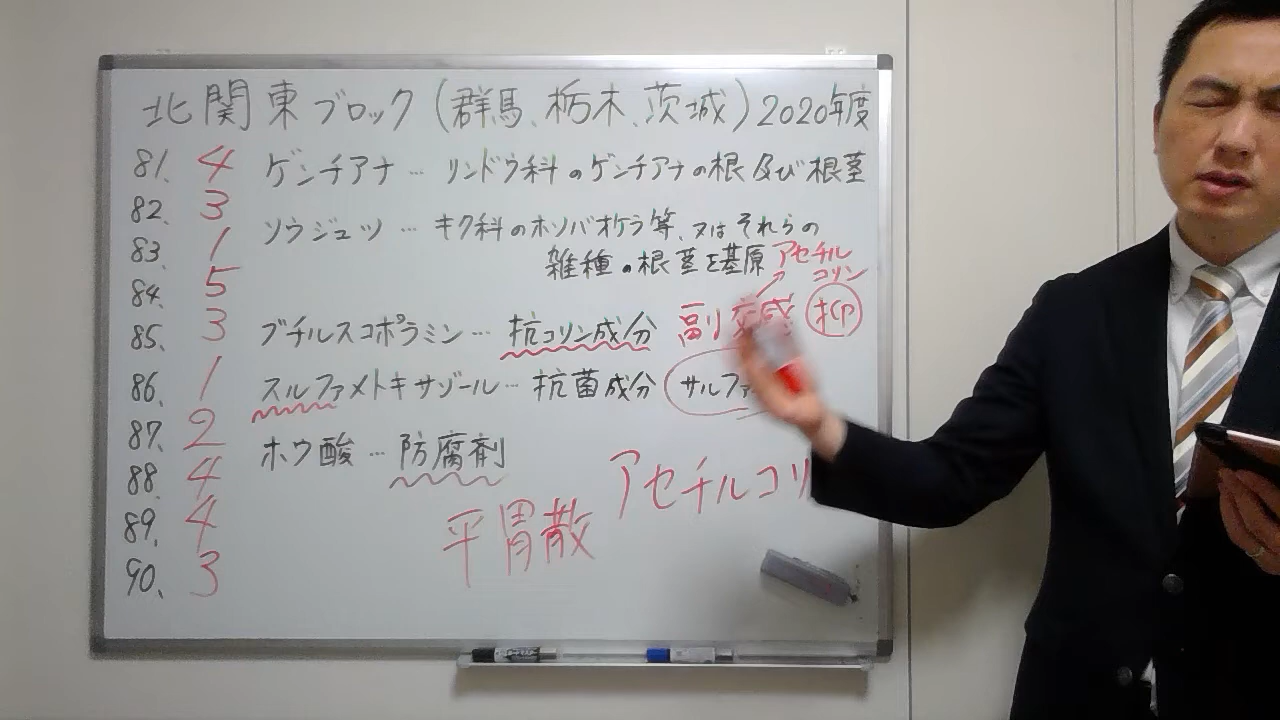 北関東ブロック(群馬、栃木、茨城)2020年度
81. 4 ゲンチアナ… リンドウ科のゲンチアナの根及び根茎
82. 3
ソウジュツ… キク科のホソバオケラ等、又はそれらの
83. 1
雑種の根茎を基原 アセチル
コリン
84. 5
85. 3 ブチルスコポラミン… 抗コリン成分 副交感 抑
86. 1 スルファメトキサゾール… 抗菌成分 サルファ
87. 2 ホウ酸… 防腐剤
88. 4 アセチルコリ
89. 4 平胃散
90. 3